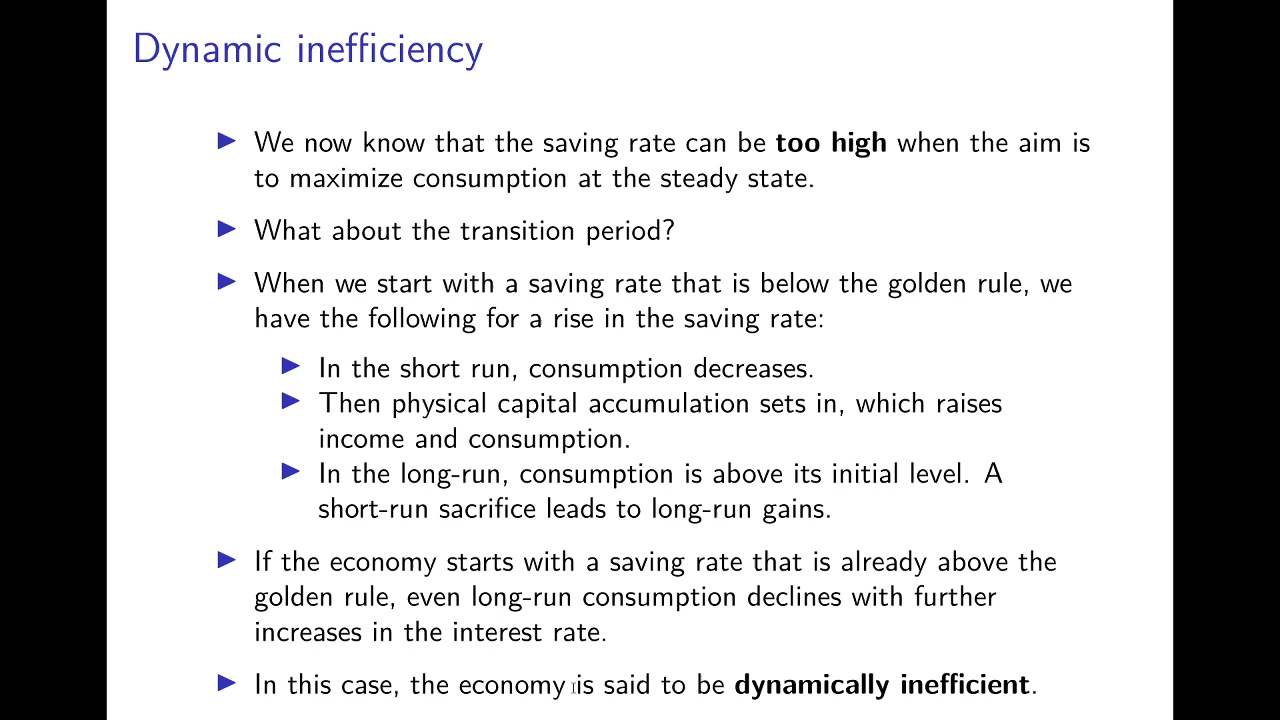 Dynamic inefficiency
We now know that the saving rate can be too high when the aim is
to maximize consumption at the steady state.
What about the transition period?
When we start with a saving rate that is below the golden rule, we
have the following for a rise in the saving rate:
In the short run, consumption decreases.
Then physical capital accumulation sets in, which raises
income and consumption.
In the long-run, consumption is above its initial level. A
short-run sacrifice leads to long-run gains.
If the economy starts with a saving rate that is already above the
golden rule, even long-run consumption declines with further
increases in the interest rate.
In this case, the economy is said to be dynamically inefficient.